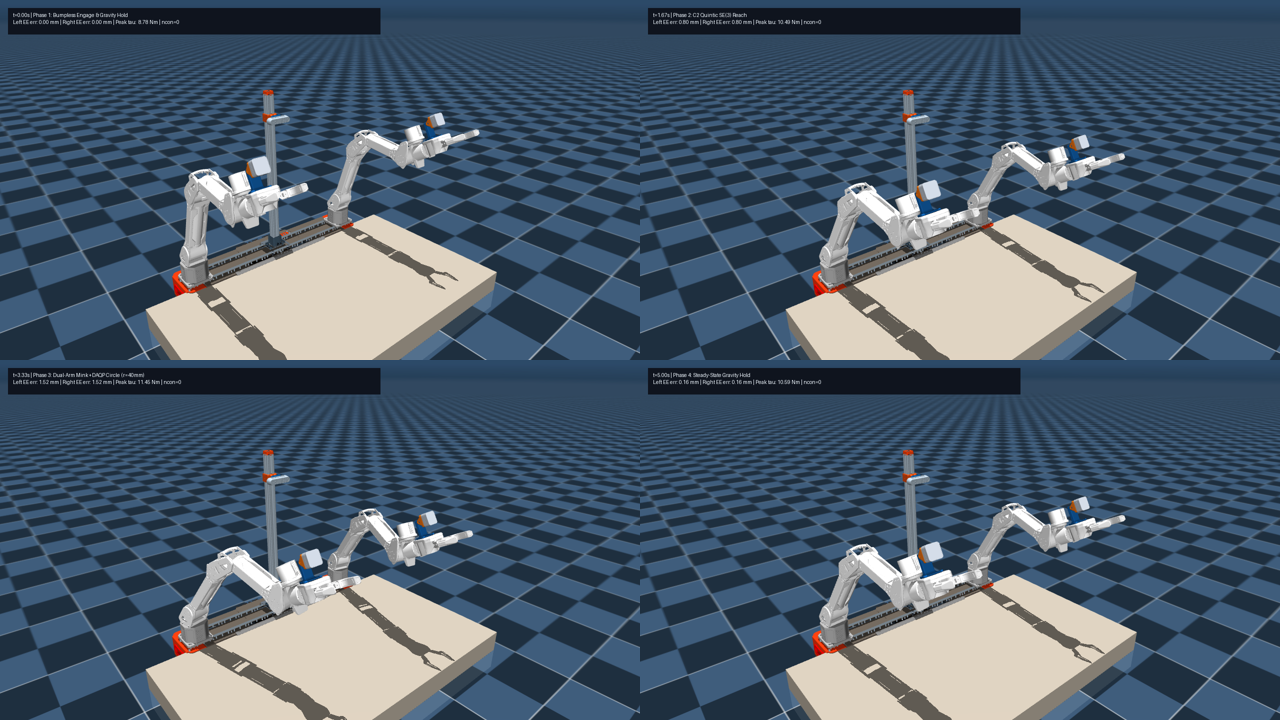 t=0.00s | Phase 1: Bumpless Engage & Gravity Hold
Left EE err: 0.00 mm | Right EE err: 0.00 mm | Peak tau: 8.78 Nm | ncon=0
t=1.67s | Phase 2: C2 Quintic SE(3) Reach
Left EE err: 0.80 mm | Right EE err: 0.80 mm | Peak tau: 10.49 Nm | ncon=0
t=3.33s | Phase 3: Dual-Arm Mink+DAQP Circle (r=40mm)
Left EE err: 1.52 mm | Right EE err: 1.52 mm | Peak tau: 11.45 Nm | ncon=0
t=5.00s | Phase 4: Steady-State Gravity Hold
Left EE err: 0.16 mm | Right EE err: 0.16 mm | Peak tau: 10.59 Nm | ncon=0